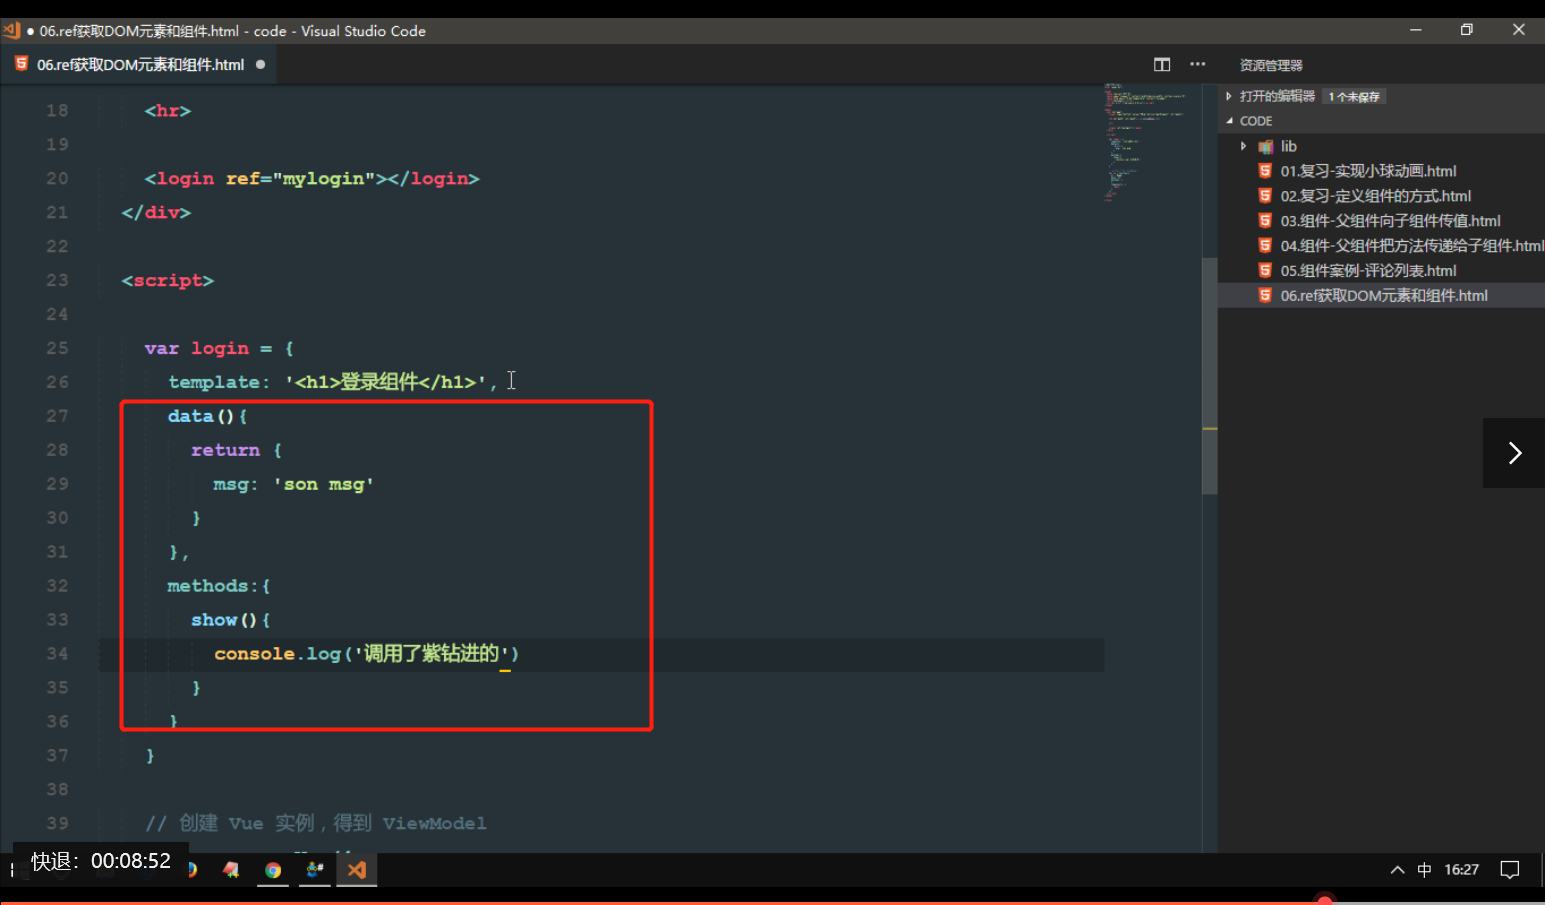 06.ref获取DOM元素和组件.html - code - Visual Studio Code
06.ref获取DOM元素和组件.html
18 <hr>
19
20 <login ref="mylogin"></login>
21 </div>
22
23 <script>
24
25 var login = {
26 template: '<h1>登录组件</h1>',
27 data(){
28 return {
29 msg: 'son msg'
30 }
31 },
32 methods:{
33 show(){
34 console.log('调用了紫钻进的')
35 }
36 }
37 }
38
39 // 创建 Vue 实例，得到 ViewModel
资源管理器
打开的编辑器 1个未保存
CODE
lib
01.复习-实现小球动画.html
02.复习-定义组件的方式.html
03.组件-父组件向子组件传值.html
04.组件-父组件把方法传递给子组件.html
05.组件案例-评论列表.html
06.ref获取DOM元素和组件.html
快退：00:08:52
中 16:27